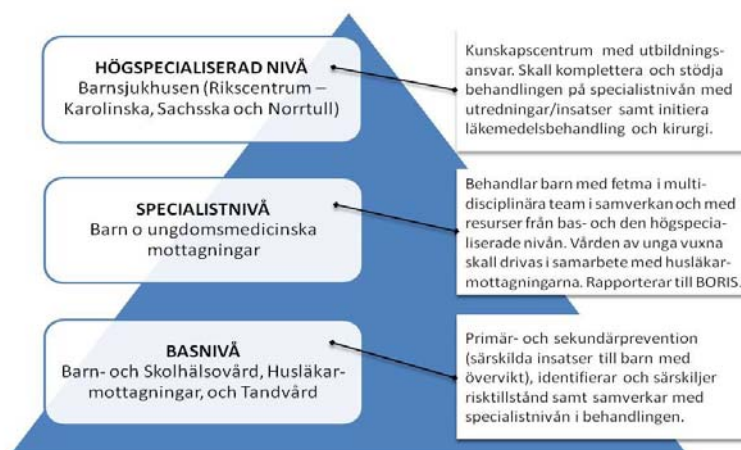 HÖGSPECIALISERAD NIVÅ
Barnsjukhusen (Rikscentrum –
Karolinska, Sachsska och Norrtull)
Kunskapscentrum med utbildnings-
ansvar. Skall komplettera och stödja
behandlingen på specialistnivån med
utredningar/insatser samt initiera
läkemedelsbehandling och kirurgi.
SPECIALISTNIVÅ
Barn o ungdomsmedicinska
mottagningar
Behandlar barn med fetma i multi-
disciplinära team i samverkan och med
resurser från bas- och den högspecia-
liserade nivån. Vården av unga vuxna
skall drivas i samarbete med husläkar-
mottagningarna. Rapporterar till BORIS.
BASNIVÅ
Barn- och Skolhälsovård, Husläkar-
mottagningar, och Tandvård
Primär- och sekundärprevention
(särskilda insatser till barn med
övervikt), identifierar och särskiljer
risktillstånd samt samverkar med
specialistnivån i behandlingen.